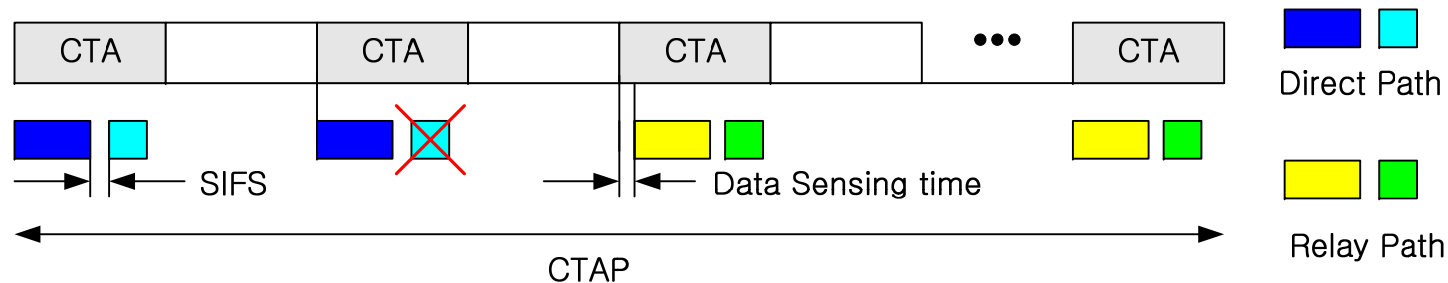 CTA CTA CTA ••• CTA
Direct Path
SIFS Data Sensing time
Relay Path
CTAP